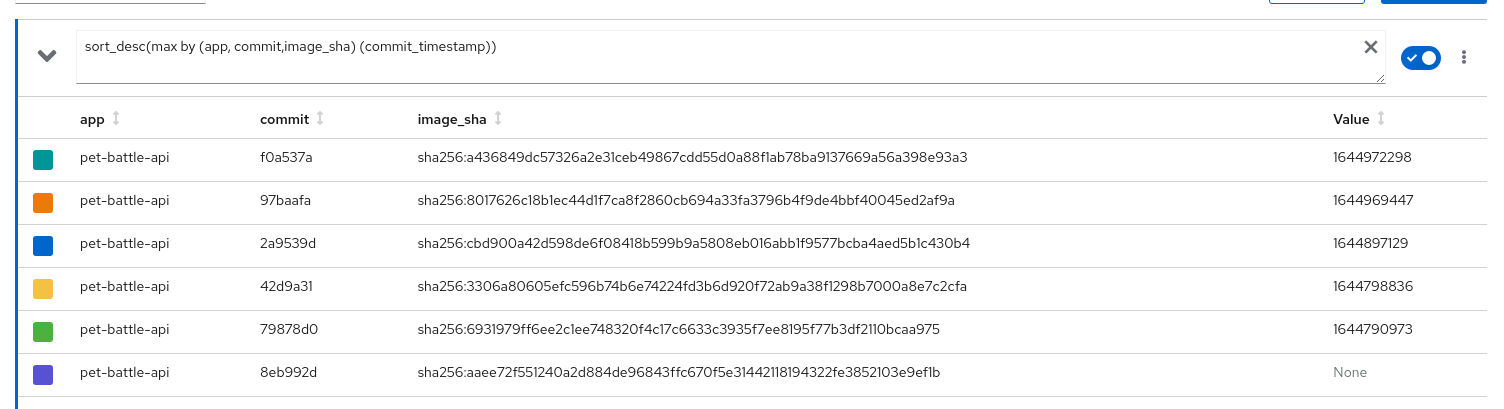 sort_desc(max by (app, commit,image_sha) (commit_timestamp))
app commit image_sha Value
pet-battle-api f0a537a sha256:a436849dc57326a2e31ceb49867cdd55d0a88f1ab78ba9137669a56a398e93a3 1644972298
pet-battle-api 97baafa sha256:8017626c18b1ec44d1f7ca8f2860cb694a33fa3796b4f9de4bbf40045ed2af9a 1644969447
pet-battle-api 2a9539d sha256:cbd900a42d598de6f08418b599b9a5808eb016abb1f9577bcba4aed5b1c430b4 1644897129
pet-battle-api 42d9a31 sha256:3306a80605efc596b74b6e74224fd3b6d920f72ab9a38f1298b7000a8e7c2cfa 1644798836
pet-battle-api 79878d0 sha256:6931979ff6ee2c1ee748320f4c17c6633c3935f7ee8195f77b3df2110bcaa975 1644790973
pet-battle-api 8eb992d sha256:aaee72f551240a2d884de96843ffc670f5e31442118194322fe3852103e9ef1b None